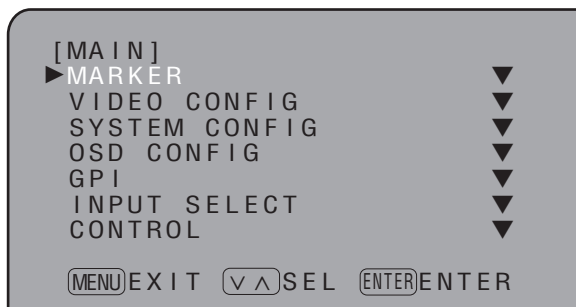 [MAIN]
▶MARKER ▼
VIDEO CONFIG ▼
SYSTEM CONFIG ▼
OSD CONFIG ▼
GPI ▼
INPUT SELECT ▼
CONTROL ▼
MENU EXIT ∨∧ SEL ENTER ENTER